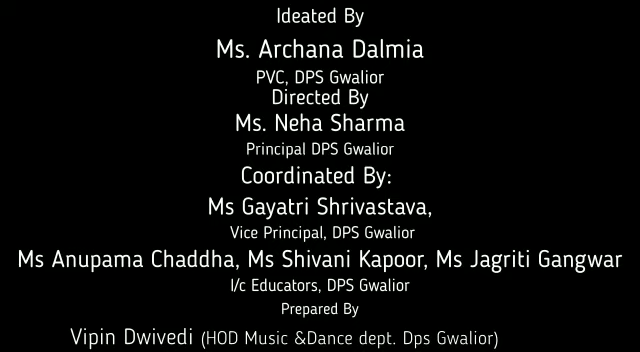 Ideated By
Ms. Archana Dalmia
PVC, DPS Gwalior
Directed By
Ms. Neha Sharma
Principal DPS Gwalior
Coordinated By:
Ms Gayatri Shrivastava,
Vice Principal, DPS Gwalior
Ms Anupama Chaddha, Ms Shivani Kapoor, Ms Jagriti Gangwar
I/c Educators, DPS Gwalior
Prepared By
Vipin Dwivedi (HOD Music &Dance dept. Dps Gwalior)